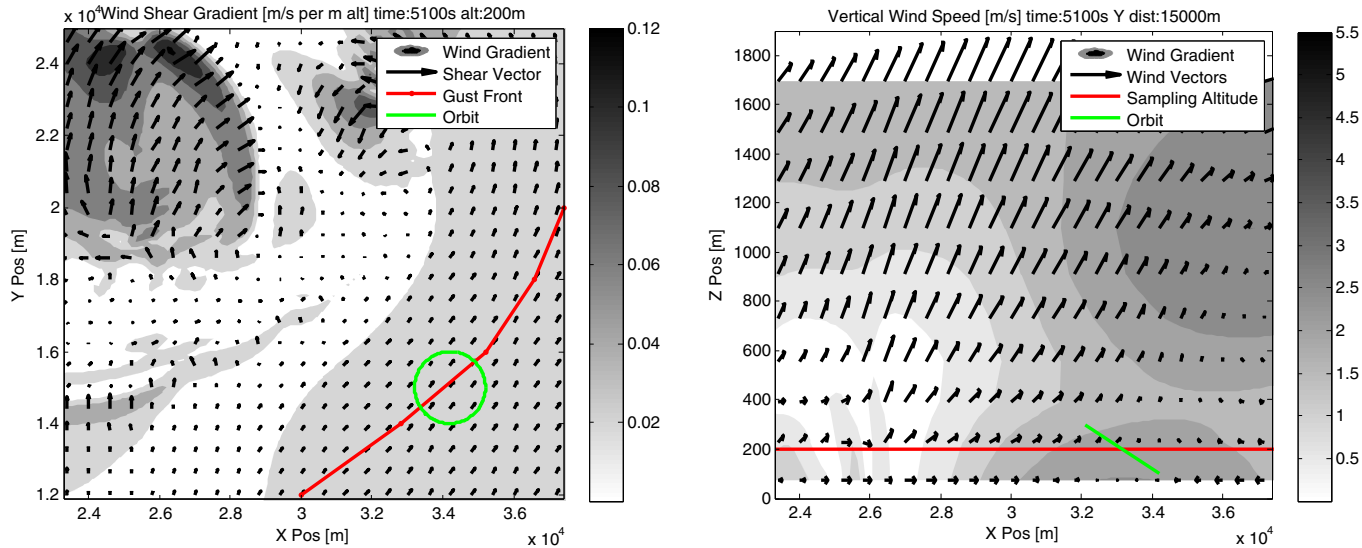 Wind Shear Gradient [m/s per m alt] time:5100s alt:200m
x 10^4
Wind Gradient
Shear Vector
Gust Front
Orbit
2.4
2.2
2
1.8
1.6
1.4
1.2
Y Pos [m]
2.4 2.6 2.8 3 3.2 3.4 3.6
X Pos [m]
x 10^4
0.12
0.1
0.08
0.06
0.04
0.02
Vertical Wind Speed [m/s] time:5100s Y dist:15000m
Wind Gradient
Wind Vectors
Sampling Altitude
Orbit
1800
1600
1400
1200
1000
800
600
400
200
0
Z Pos [m]
2.4 2.6 2.8 3 3.2 3.4 3.6
X Pos [m]
x 10^4
5.5
5
4.5
4
3.5
3
2.5
2
1.5
1
0.5